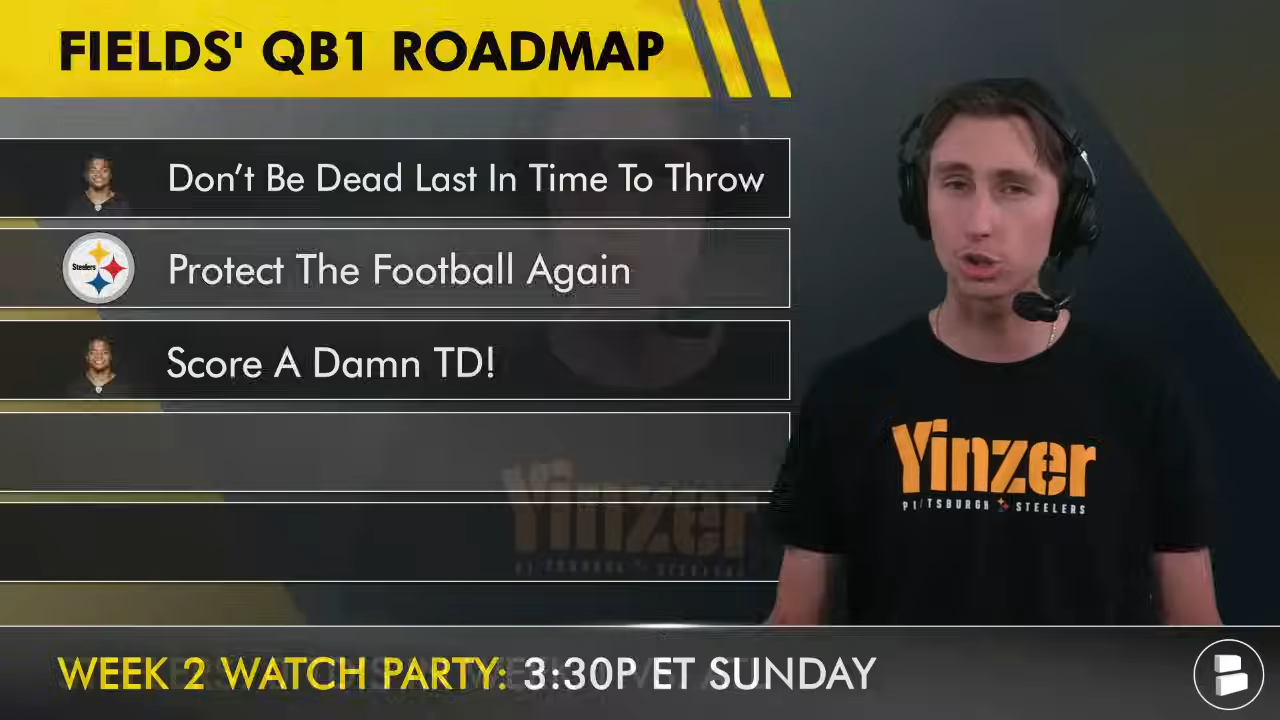 FIELDS' QB1 ROADMAP
Don't Be Dead Last In Time To Throw
Steelers
Protect The Football Again
Score A Damn TD!
Yinzer
PITTSBURGH STEELERS
Yinzer
WEEK 2 WATCH PARTY: 3:30P ET SUNDAY